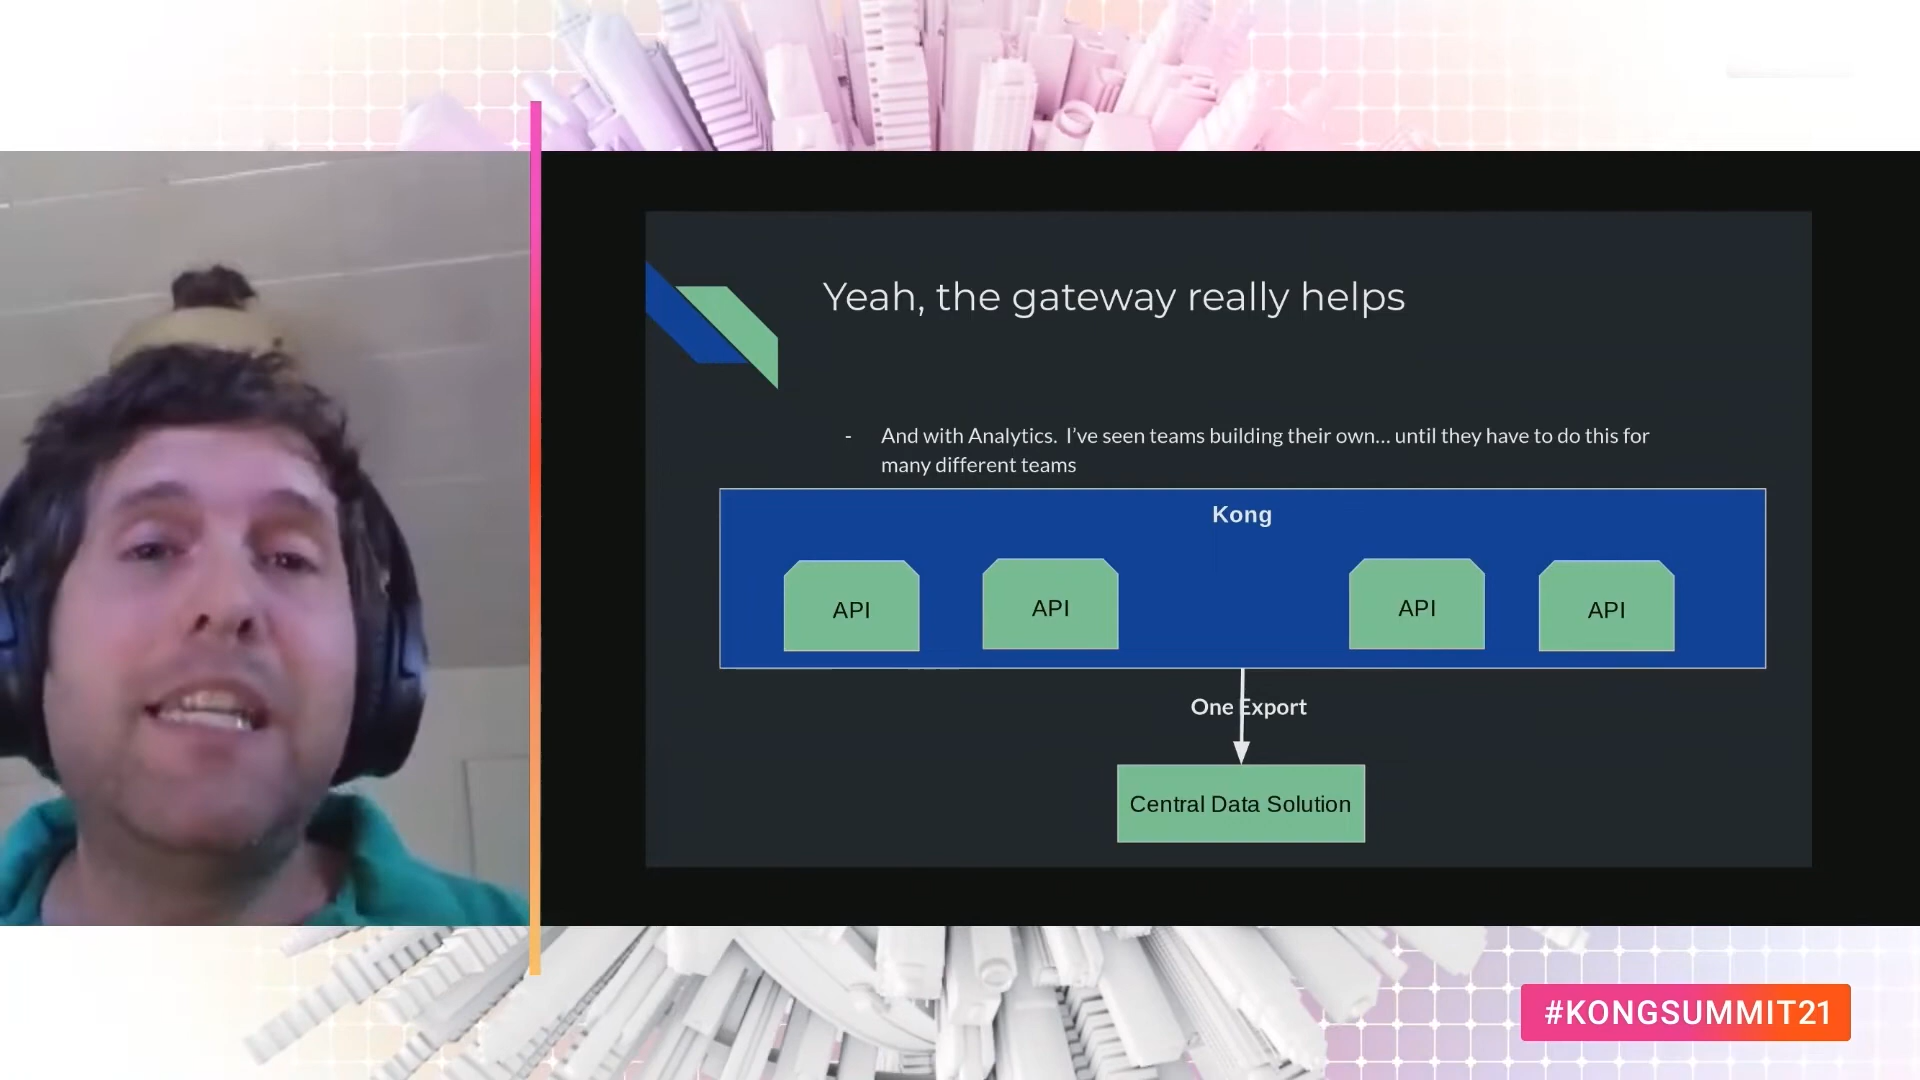 Yeah, the gateway really helps
- And with Analytics.  I’ve seen teams building their own... until they have to do this for
many different teams
Kong
API
API
API
API
One Export
Central Data Solution
#KONGSUMMIT21